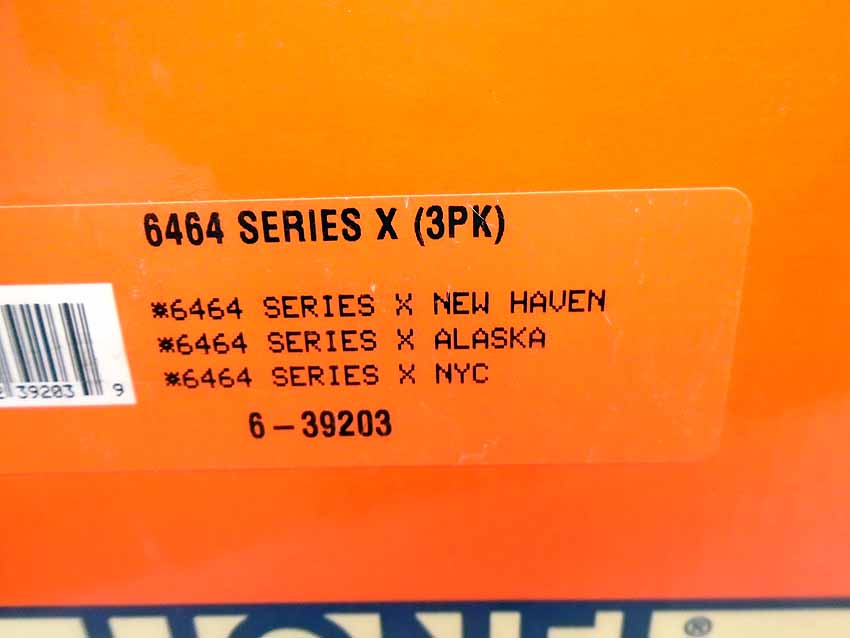 6464 SERIES X (3PK)
*6464 SERIES X NEW HAVEN
*6464 SERIES X ALASKA
*6464 SERIES X NYC
39203 9
6-39203
®